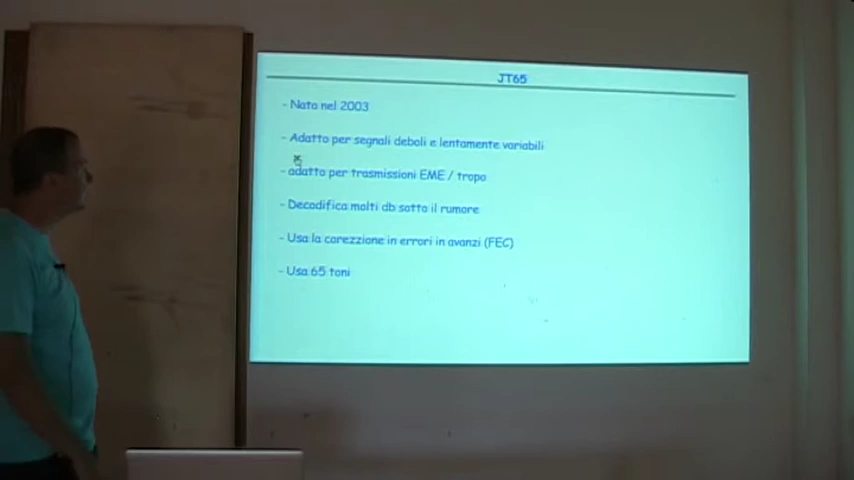 JT65
- Nato nel 2003
- Adatto per segnali deboli e lentamente variabili
- adatto per trasmissioni EME / tropo
- Decodifica molti db sotto il rumore
- Usa la corezzione in errori in avanzi (FEC)
- Usa 65 toni